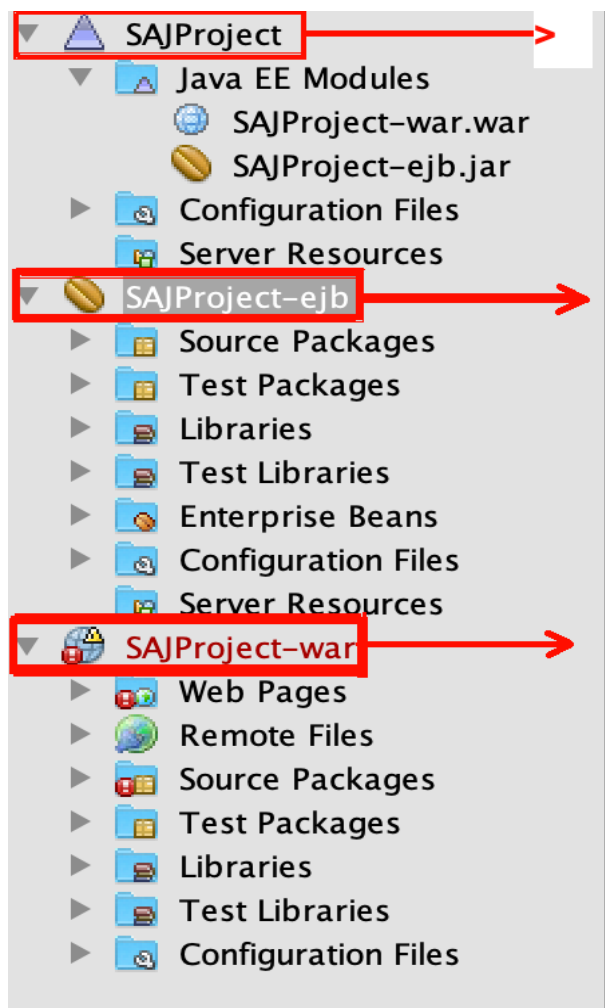 SAJProject
Java EE Modules
SAJProject-war.war
SAJProject-ejb.jar
Configuration Files
Server Resources
SAJProject-ejb
Source Packages
Test Packages
Libraries
Test Libraries
Enterprise Beans
Configuration Files
Server Resources
SAJProject-war
Web Pages
Remote Files
Source Packages
Test Packages
Libraries
Test Libraries
Configuration Files